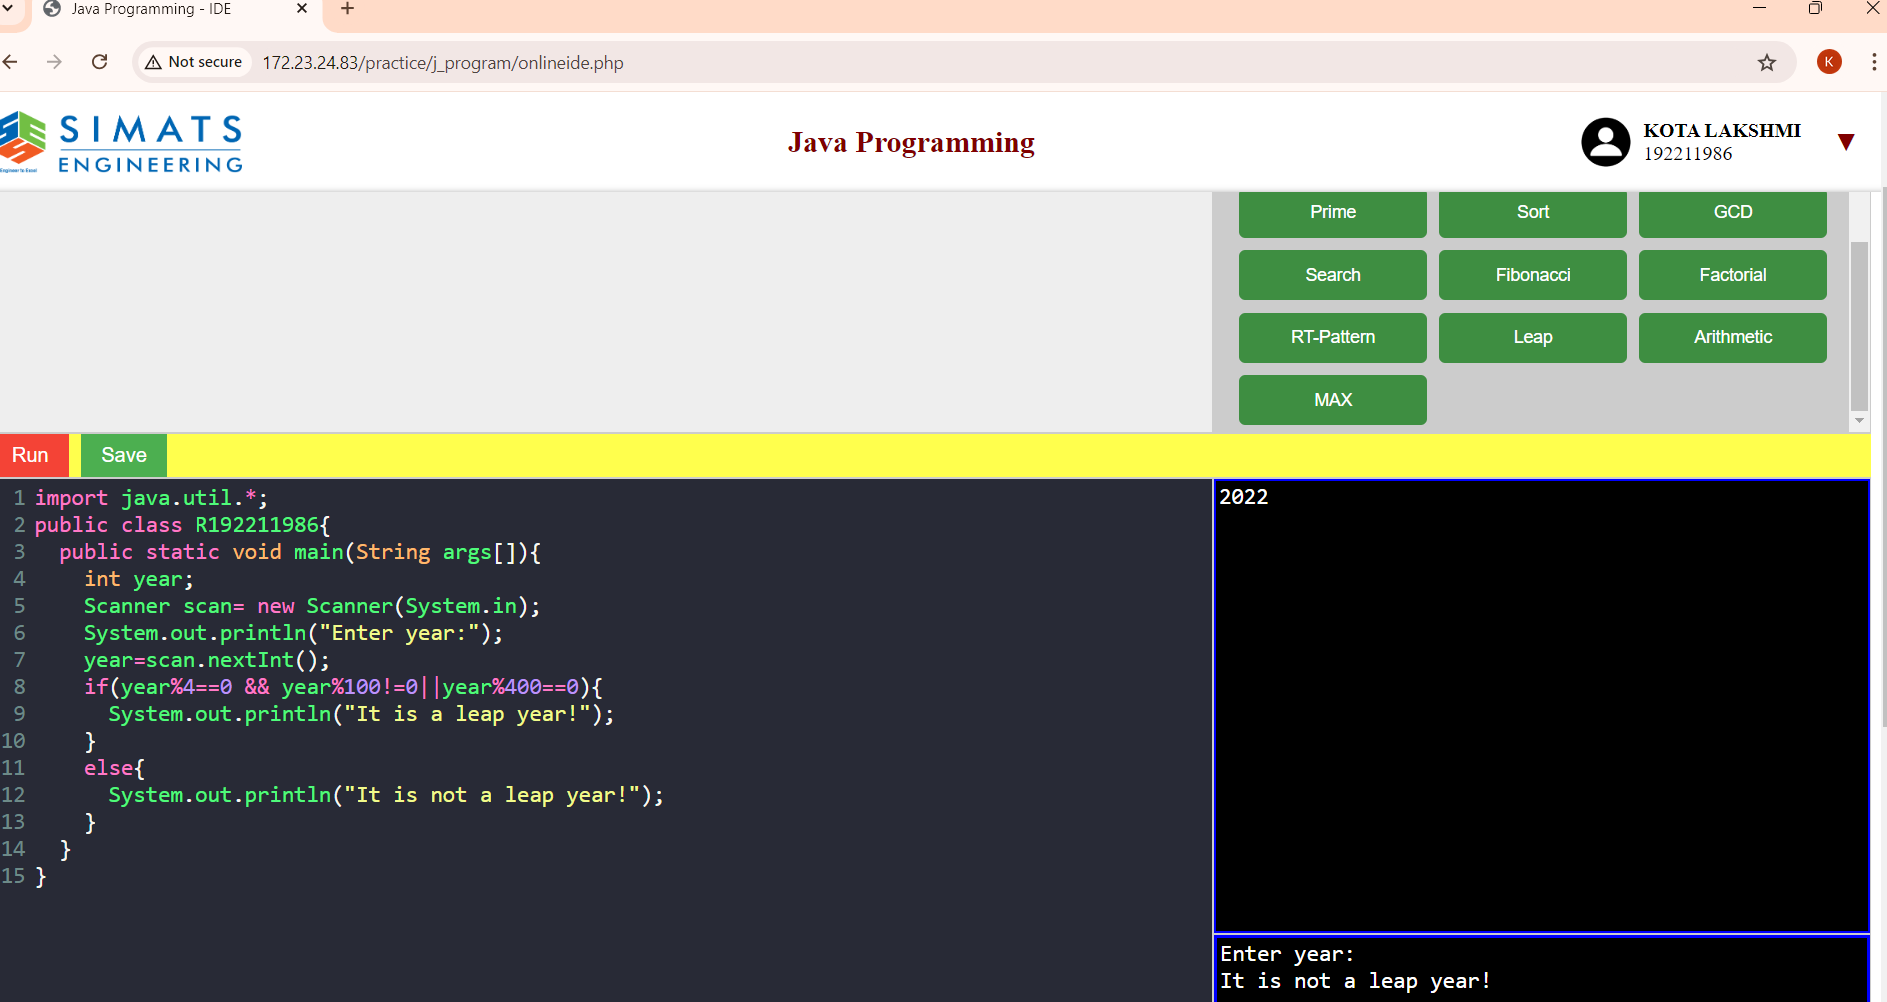 Java Programming - IDE
Not secure
172.23.24.83/practice/j_program/onlineide.php
K
SIMATS
ENGINEERING
Engineer to Excel
Java Programming
KOTA LAKSHMI
192211986
Prime
Sort
GCD
Search
Fibonacci
Factorial
RT-Pattern
Leap
Arithmetic
MAX
Run
Save
1 import java.util.*;
2 public class R192211986{
3   public static void main(String args[]){
4     int year;
5     Scanner scan= new Scanner(System.in);
6     System.out.println("Enter year:");
7     year=scan.nextInt();
8     if(year%4==0 && year%100!=0||year%400==0){
9       System.out.println("It is a leap year!");
10     }
11     else{
12       System.out.println("It is not a leap year!");
13     }
14   }
15 }
2022
Enter year:
It is not a leap year!